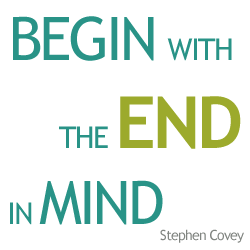 BEGIN WITH
THE END
IN MIND
Stephen Covey